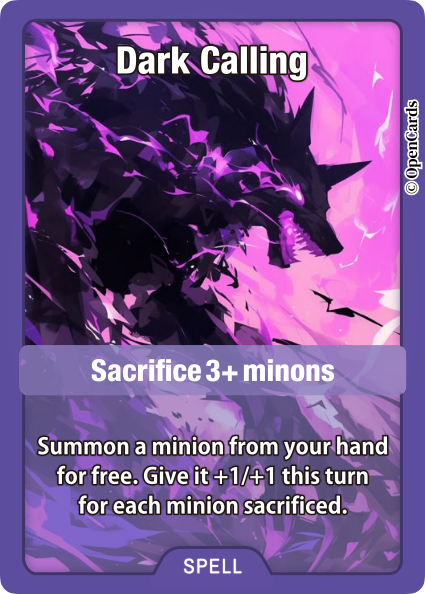 Dark Calling
© OpenCards
Sacrifice 3+ minons
Summon a minion from your hand
for free. Give it +1/+1 this turn
for each minion sacrificed.
SPELL